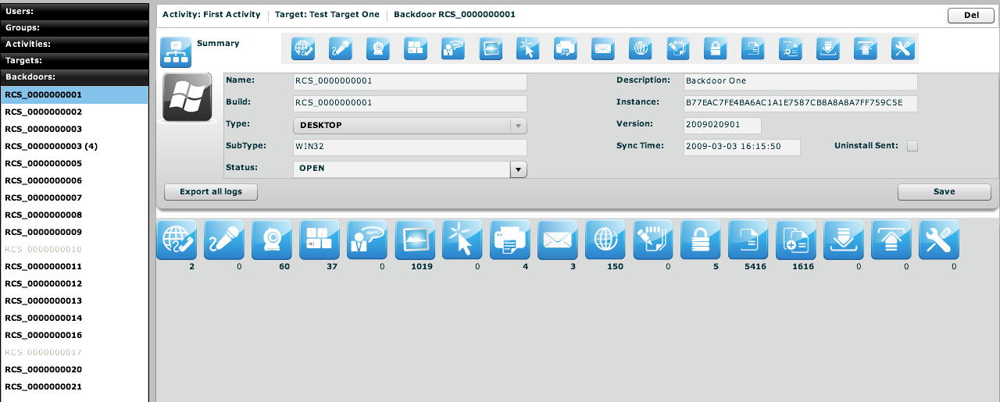 Users:
Groups:
Activities:
Targets:
Backdoors:
RCS_0000000001
RCS_0000000002
RCS_0000000003
RCS_0000000003 (4)
RCS_0000000005
RCS_0000000006
RCS_0000000007
RCS_0000000008
RCS_0000000009
RCS 0000000010
RCS_0000000011
RCS_0000000012
RCS_0000000013
RCS_0000000014
RCS_0000000016
RCS 0000000017
RCS_0000000020
RCS_0000000021
Activity: First Activity Target: Test Target One Backdoor RCS_0000000001 Del
Summary
Name: RCS_0000000001 Description: Backdoor One
Build: RCS_0000000001 Instance: B77EAC7FE4BA6AC1A1E7587CB8A8A8A7FF759C5E
Type: DESKTOP Version: 2009020901
SubType: WIN32 Sync Time: 2009-03-03 16:15:50 Uninstall Sent:
Status: OPEN
Export all logs Save
2 0 60 37 0 1019 0 4 3 150 0 5 5416 1616 0 0 0